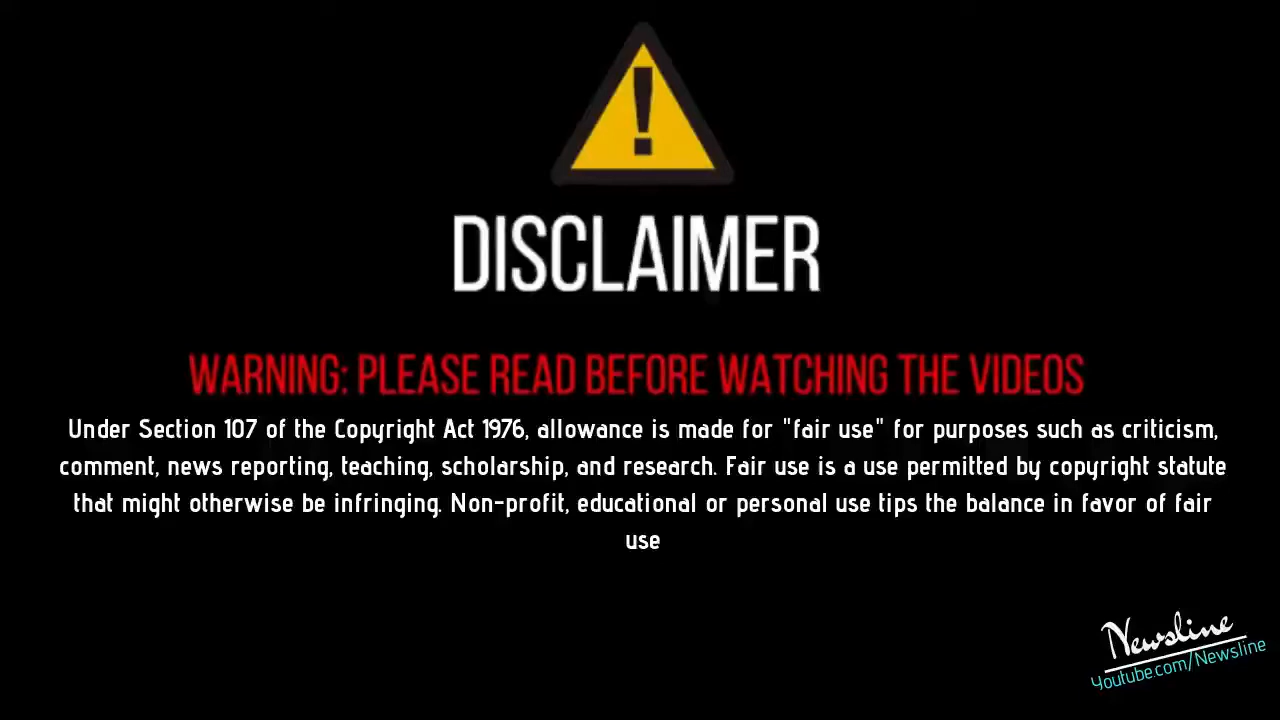 !
DISCLAIMER
WARNING: PLEASE READ BEFORE WATCHING THE VIDEOS
Under Section 107 of the Copyright Act 1976, allowance is made for "fair use" for purposes such as criticism,
comment, news reporting, teaching, scholarship, and research. Fair use is a use permitted by copyright statute
that might otherwise be infringing. Non-profit, educational or personal use tips the balance in favor of fair
use
Newsline
Youtube.com/Newsline